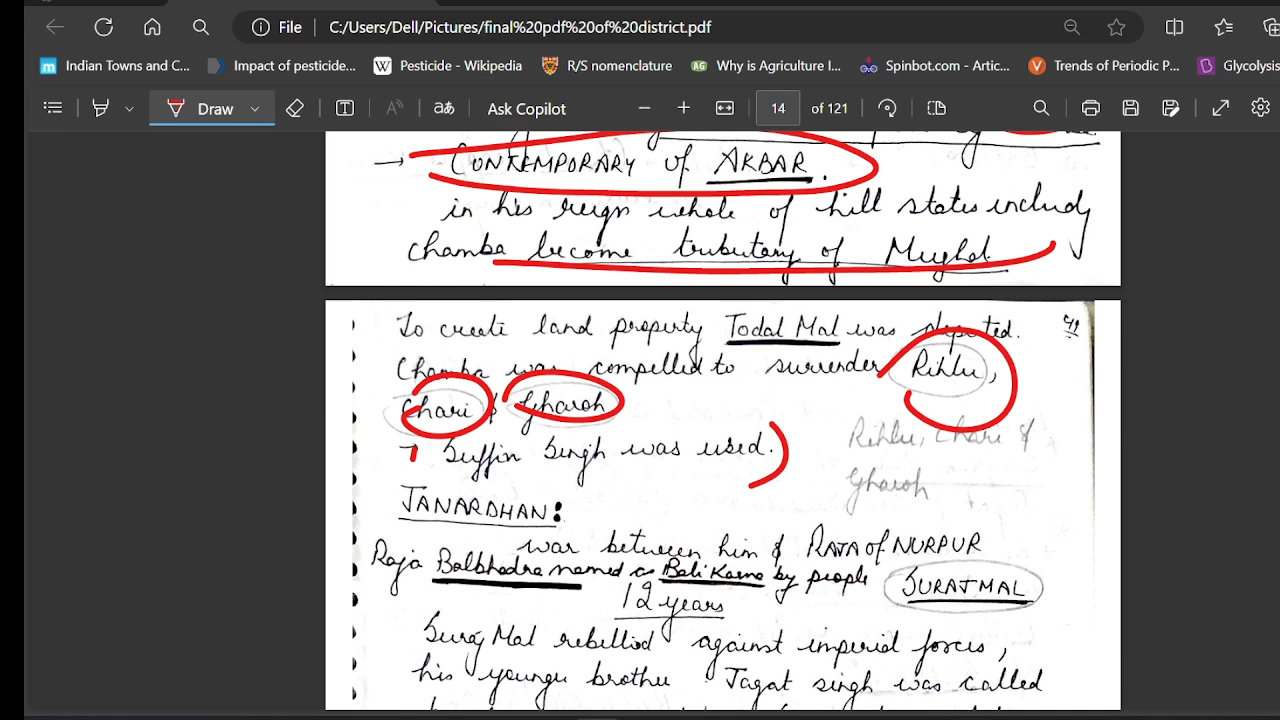 File C:/Users/Dell/Pictures/final%20pdf%20of%20district.pdf
Indian Towns and C... Impact of pesticide... W Pesticide - Wikipedia R/S nomenclature AG Why is Agriculture I... Spinbot.com - Artic... Trends of Periodic P... Glycolysis
Draw T aあ Ask Copilot 14 of 121
→ CONTEMPORARY of AKBAR.
in his reign whole of hill states includy
Chamba become tributary of Mughal
To create land property Todal Mal was deputed.
Chamba was compelled to surrender Rihlu,
Chari & Gharoh
→ Suffin Singh was used.
Rihlu, Chari &
Gharoh
JANARDHAN:
war between him & RAJA of NURPUR
Raja Balbhadra named as Bali Karna by people SURAJMAL
12 years
Suraj Mal rebellid against imperial forces,
his younger brother Jagat singh was called